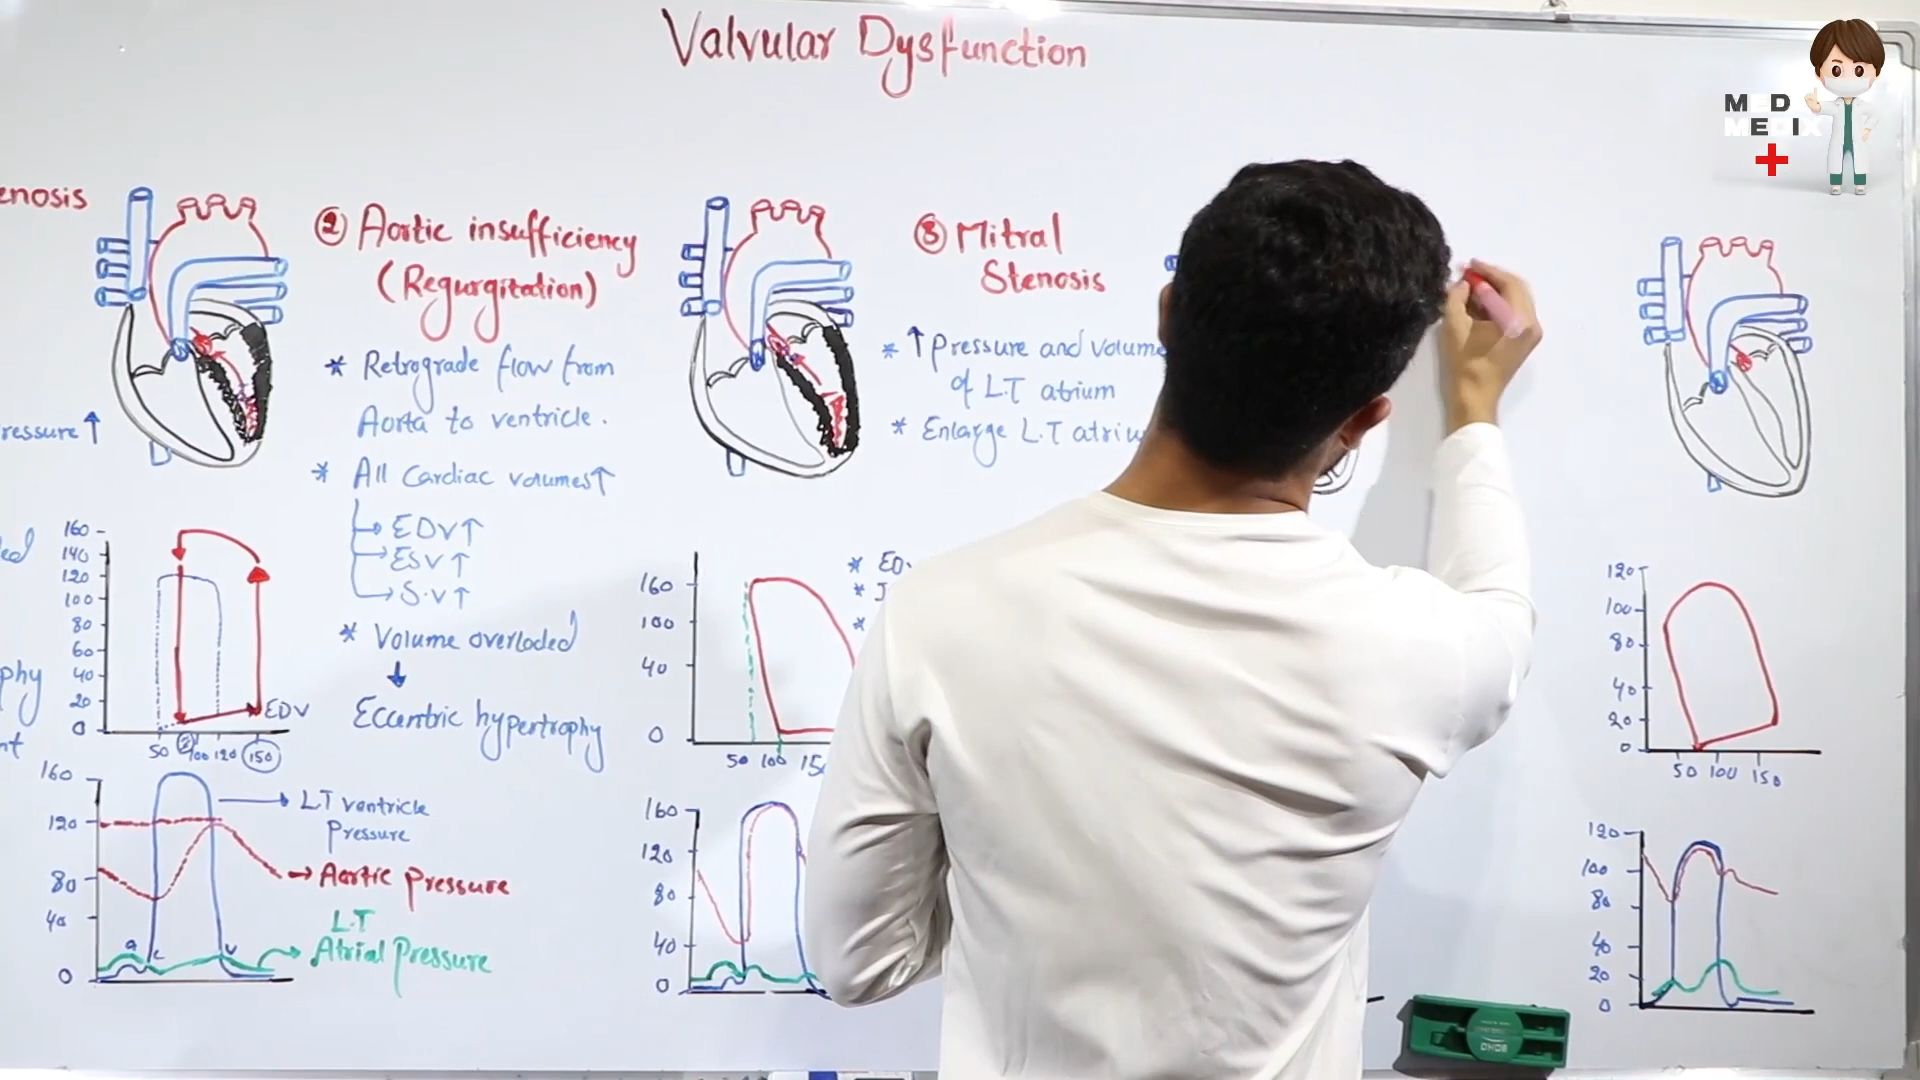 Valvular Dysfunction
MED
MEDIX
enosis
ressure ↑
phy
nt
② Aortic insufficiency
(Regurgitation)
* Retrograde flow from
Aorta to ventricle.
* All Cardiac volumes↑
EDV↑
ESV↑
S.V↑
* Volume overloded
Eccentric hypertrophy
160
140
120
100
80
60
40
20
0
EDV
50
100 120 150
160
120
80
40
0
a
c
v
LT ventricle
Pressure
Aortic Pressure
L.T
Atrial Pressure
③ Mitral
Stenosis
* ↑ Pressure and volume
of L.T atrium
* Enlarge L.T atriu
160
100
40
0
50 100 150
* EDV
*
*
160
120
80
40
0
120
100
80
40
20
0
50 100 150
120
100
80
40
20
0